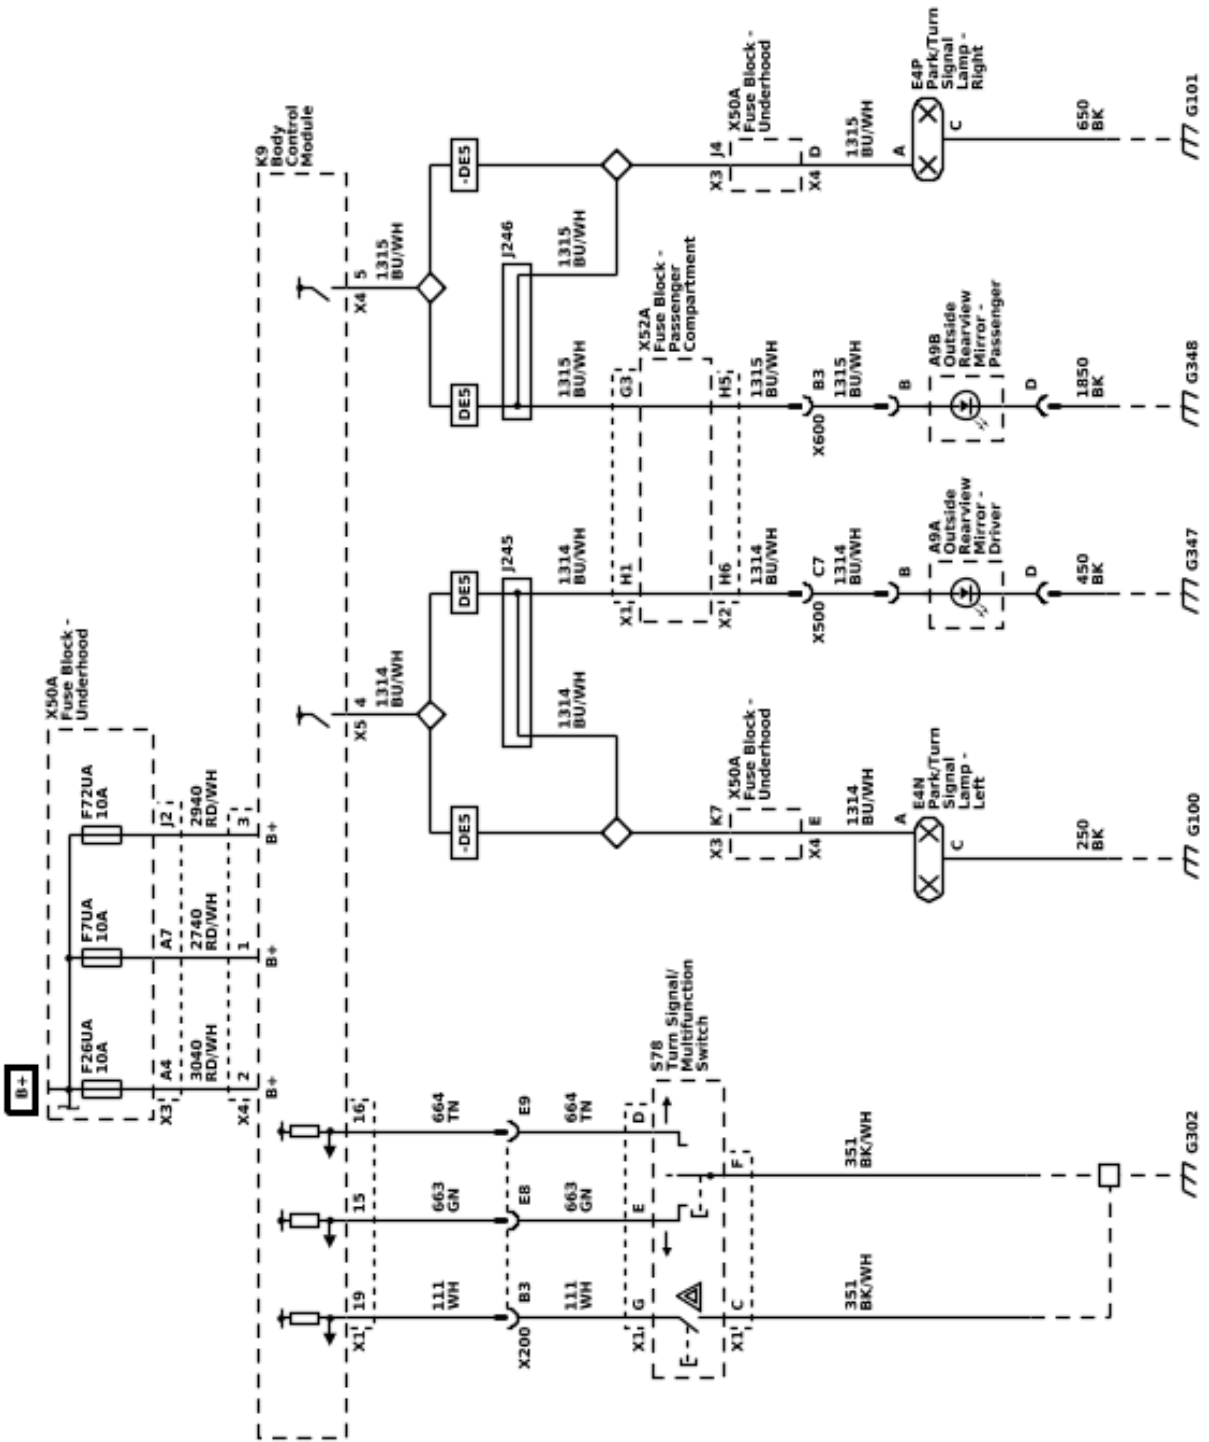 B+
X50A
Fuse Block -
Underhood
F26UA
10A
F7UA
10A
F72UA
10A
X3
A4
A7
J2
3040
RD/WH
2740
RD/WH
2940
RD/WH
X4
2
1
3
B+
B+
B+
K9
Body
Control
Module
X1
19
15
16
X5
4
X4
5
111
WH
663
GN
664
TN
1314
BU/WH
1315
BU/WH
-DE5
DE5
DE5
-DE5
X200
B3
E8
E9
J245
J246
111
WH
663
GN
664
TN
1314
BU/WH
1314
BU/WH
1315
BU/WH
1315
BU/WH
X1
G
E
D
S78
Turn Signal/
Multifunction
Switch
X1
C
F
X1
H1
G3
X52A
Fuse Block -
Passenger
Compartment
X2
H6
H5
X3
K7
X50A
Fuse Block -
Underhood
X4
E
X3
J4
X50A
Fuse Block -
Underhood
X4
D
1314
BU/WH
1315
BU/WH
X500
C7
X600
B3
351
BK/WH
351
BK/WH
1314
BU/WH
1314
BU/WH
1315
BU/WH
1315
BU/WH
A
B
B
A
E4N
Park/Turn
Signal
Lamp -
Left
A9A
Outside
Rearview
Mirror -
Driver
A9B
Outside
Rearview
Mirror -
Passenger
E4P
Park/Turn
Signal
Lamp -
Right
C
D
D
C
250
BK
450
BK
1850
BK
650
BK
G302
G100
G347
G348
G101